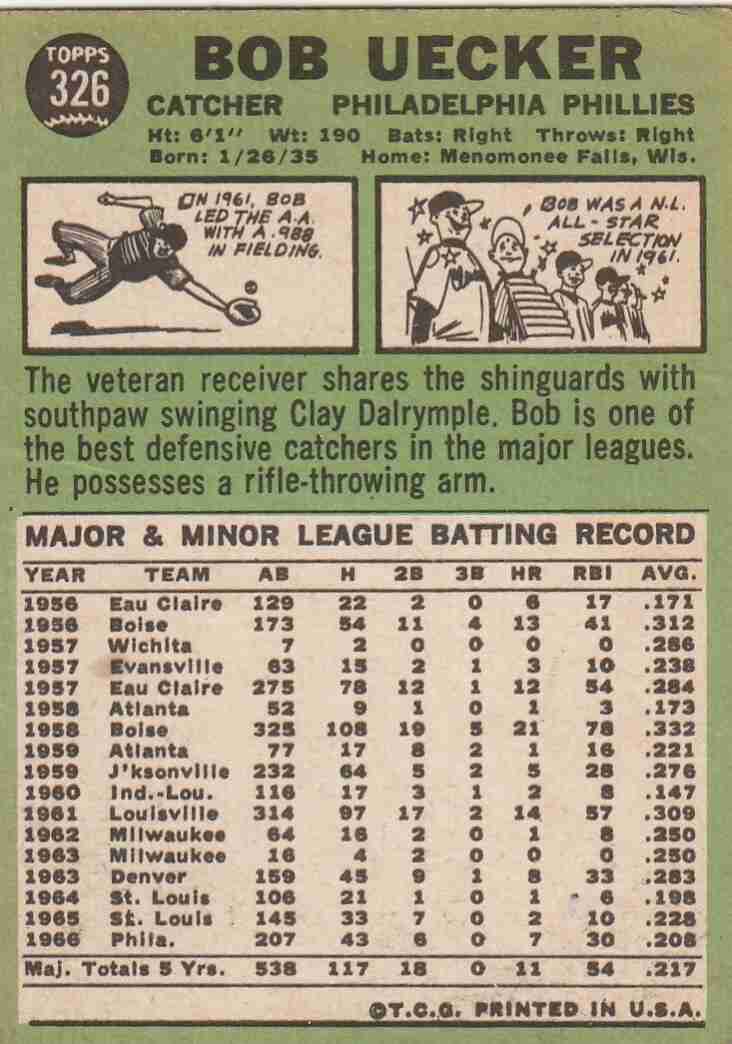 TOPPS
326
BOB UECKER
CATCHER PHILADELPHIA PHILLIES
Ht: 6'1" Wt: 190 Bats: Right Throws: Right
Born: 1/26/35 Home: Menomonee Falls, Wis.
IN 1961, BOB
LED THE A.A.
WITH A .988
IN FIELDING.
BOB WAS A N.L.
ALL-STAR
SELECTION
IN 1961.
The veteran receiver shares the shinguards with
southpaw swinging Clay Dalrymple. Bob is one of
the best defensive catchers in the major leagues.
He possesses a rifle-throwing arm.
MAJOR & MINOR LEAGUE BATTING RECORD
YEAR TEAM AB H 2B 3B HR RBI AVG.
1956 Eau Claire 129 22 2 0 6 17 .171
1956 Boise 173 54 11 4 13 41 .312
1957 Wichita 7 2 0 0 0 0 .286
1957 Evansville 63 15 2 1 3 10 .238
1957 Eau Claire 275 78 12 1 12 54 .284
1958 Atlanta 52 9 1 0 1 3 .173
1958 Boise 325 108 19 5 21 78 .332
1959 Atlanta 77 17 8 2 1 16 .221
1959 J'ksonville 232 64 5 2 5 28 .276
1960 Ind.-Lou. 116 17 3 1 2 8 .147
1961 Louisville 314 97 17 2 14 57 .309
1962 Milwaukee 64 16 2 0 1 8 .250
1963 Milwaukee 16 4 2 0 0 0 .250
1963 Denver 159 45 9 1 8 33 .283
1964 St. Louis 106 21 1 0 1 6 .198
1965 St. Louis 145 33 7 0 2 10 .228
1966 Phila. 207 43 6 0 7 30 .208
Maj. Totals 5 Yrs. 538 117 18 0 11 54 .217
©T.C.G. PRINTED IN U.S.A.